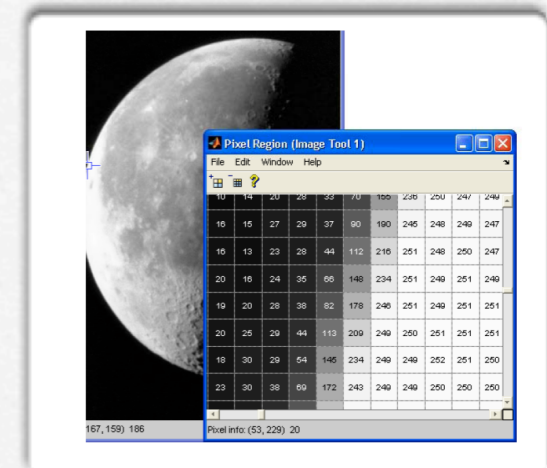 Pixel Region (Image Tool 1)
File Edit Window Help
10 14 20 28 33 70 236 250 247 249
16 15 27 29 37 90 190 245 248 249 247
16 13 23 28 44 112 216 251 248 250 247
20 16 24 35 66 148 234 251 249 251 249
19 20 28 38 82 178 246 251 249 251 251
20 25 29 44 113 209 249 250 251 251 251
18 30 29 54 145 234 249 249 252 251 250
23 30 38 69 172 243 249 249 250 250 250
167, 159) 186
Pixel info: (53, 229) 20